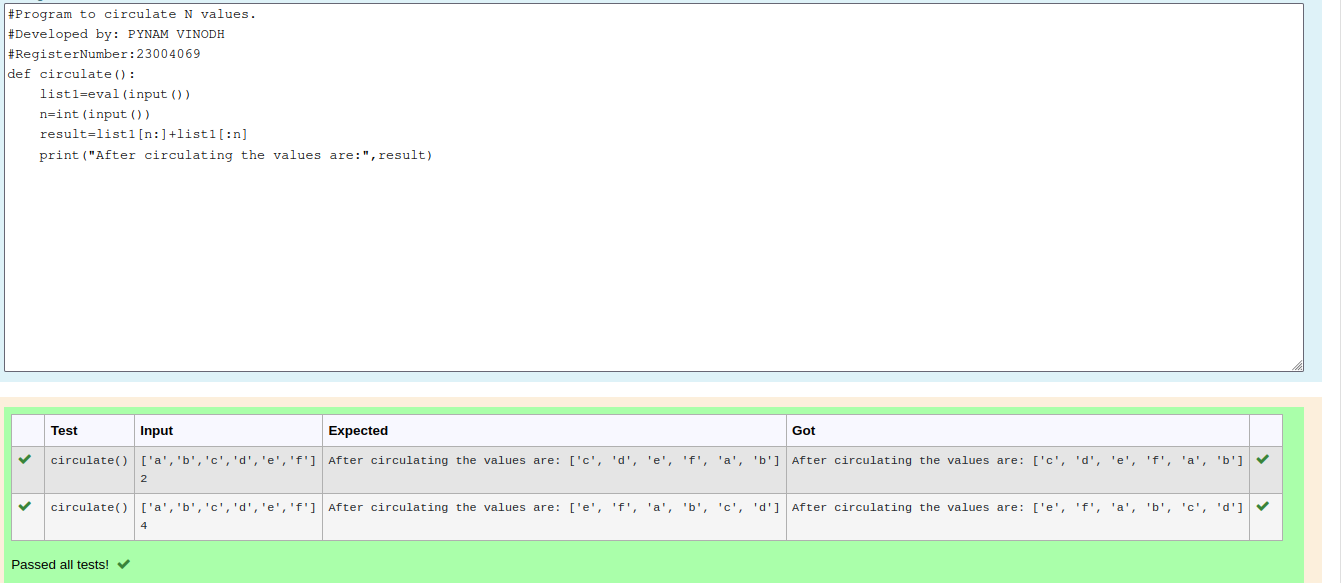 #Program to circulate N values.
#Developed by: PYNAM VINODH
#RegisterNumber:23004069
def circulate():
    list1=eval(input())
    n=int(input())
    result=list1[n:]+list1[:n]
    print("After circulating the values are:",result)
Test Input Expected Got
circulate() ['a','b','c','d','e','f'] After circulating the values are: ['c', 'd', 'e', 'f', 'a', 'b'] After circulating the values are: ['c', 'd', 'e', 'f', 'a', 'b']
2
circulate() ['a','b','c','d','e','f'] After circulating the values are: ['e', 'f', 'a', 'b', 'c', 'd'] After circulating the values are: ['e', 'f', 'a', 'b', 'c', 'd']
4
Passed all tests!